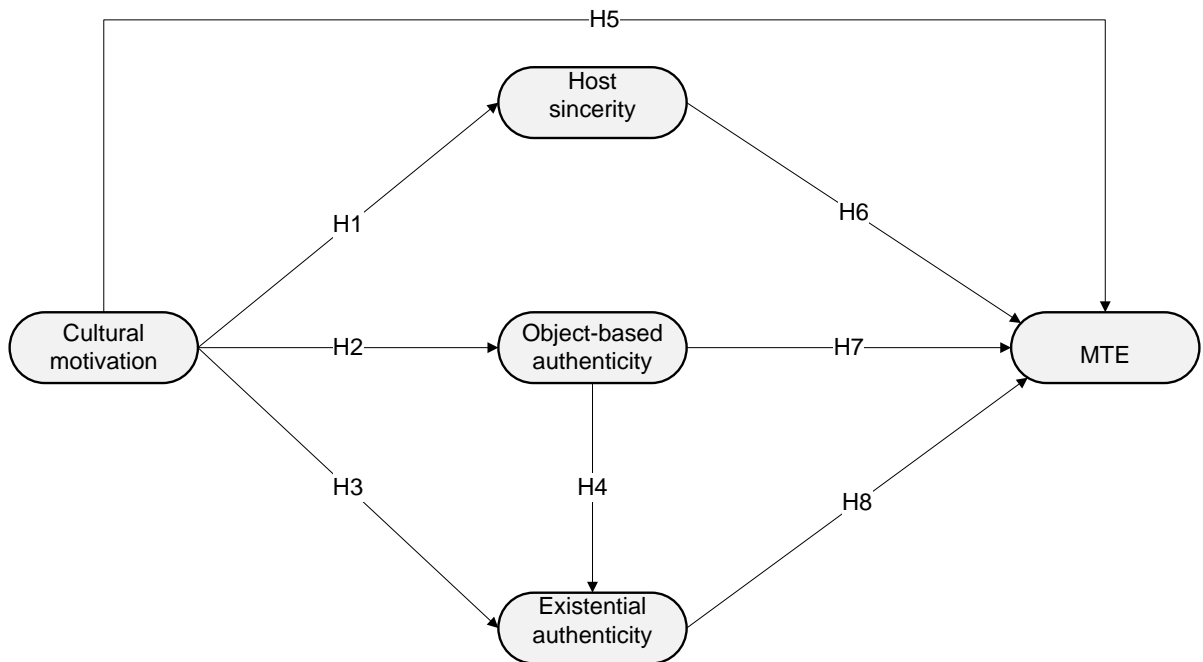 H5
Host
sincerity
H1
H6
Cultural
motivation
H2
Object-based
authenticity
H7
MTE
H3
H4
H8
Existential
authenticity